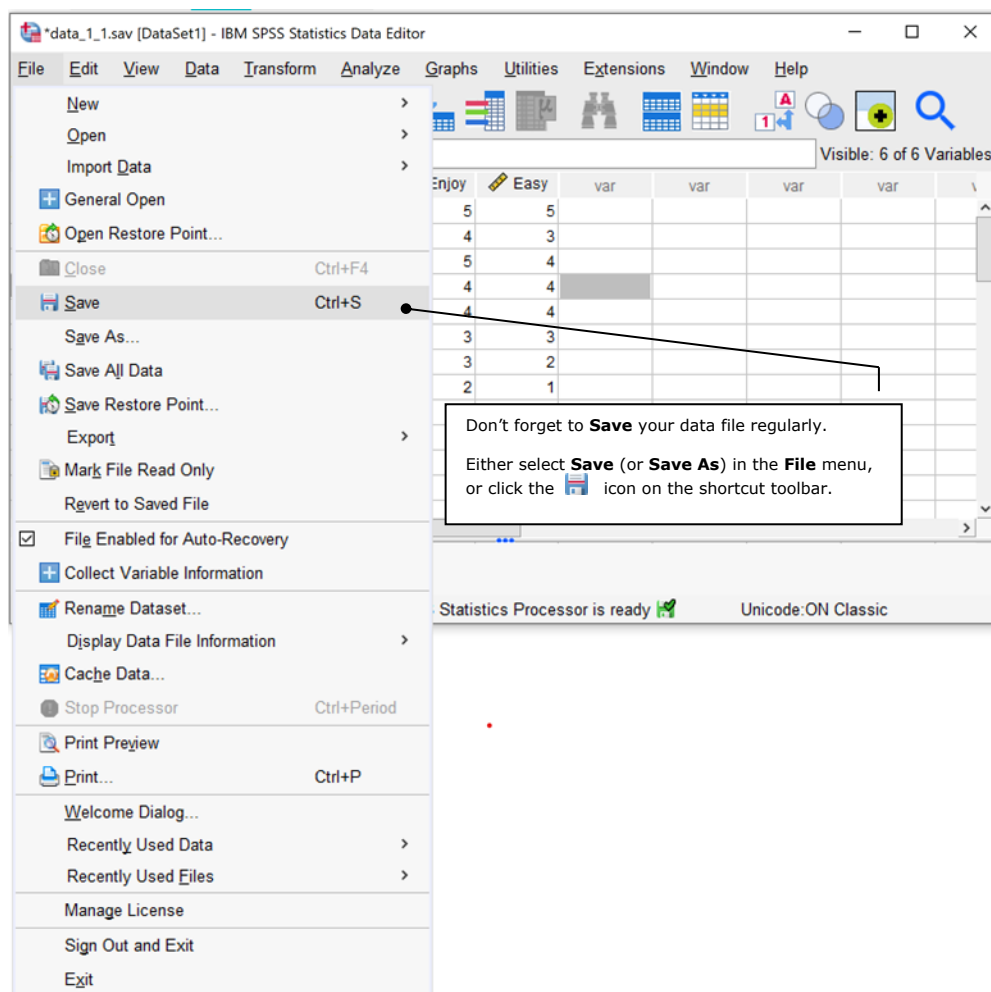 *data_1_1.sav [DataSet1] - IBM SPSS Statistics Data Editor
File Edit View Data Transform Analyze Graphs Utilities Extensions Window Help
New
Open
Import Data
General Open
Open Restore Point...
Close Ctrl+F4
Save Ctrl+S
Save As...
Save All Data
Save Restore Point...
Export
Mark File Read Only
Revert to Saved File
File Enabled for Auto-Recovery
Collect Variable Information
Rename Dataset...
Display Data File Information
Cache Data...
Stop Processor Ctrl+Period
Print Preview
Print... Ctrl+P
Welcome Dialog...
Recently Used Data
Recently Used Files
Manage License
Sign Out and Exit
Exit
Visible: 6 of 6 Variables
Enjoy Easy var var var var
5 5
4 3
5 4
4 4
4 4
3 3
3 2
2 1
Don't forget to Save your data file regularly.
Either select Save (or Save As) in the File menu,
or click the icon on the shortcut toolbar.
Statistics Processor is ready Unicode:ON Classic